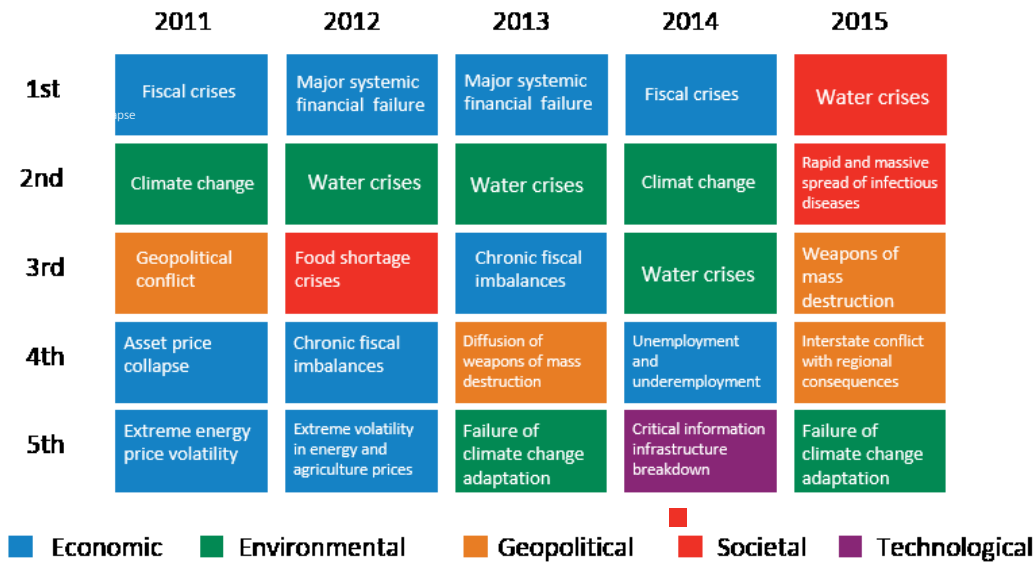 2011 2012 2013 2014 2015
1st
Fiscal crises
apse
Major systemic
financial failure
Major systemic
financial failure
Fiscal crises
Water crises
2nd
Climate change
Water crises
Water crises
Climat change
Rapid and massive
spread of infectious
diseases
3rd
Geopolitical
conflict
Food shortage
crises
Chronic fiscal
imbalances
Water crises
Weapons of
mass
destruction
4th
Asset price
collapse
Chronic fiscal
imbalances
Diffusion of
weapons of mass
destruction
Unemployment
and
underemployment
Interstate conflict
with regional
consequences
5th
Extreme energy
price volatility
Extreme volatility
in energy and
agriculture prices
Failure of
climate change
adaptation
Critical information
infrastructure
breakdown
Failure of
climate change
adaptation
Economic Environmental Geopolitical Societal Technological